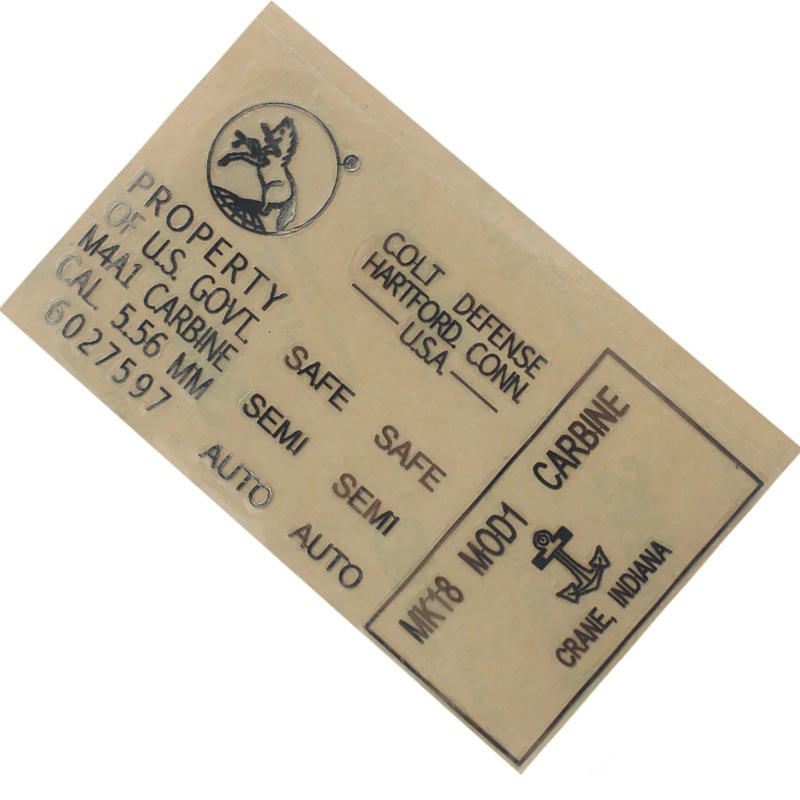 ®
PROPERTY
OF U.S. GOVT.
M4A1 CARBINE
CAL. 5.56 MM
6027597
COLT DEFENSE
HARTFORD. CONN.
U.S.A.
SAFE
SEMI
AUTO
SAFE
SEMI
AUTO
MK18 MOD1 CARBINE
CRANE, INDIANA